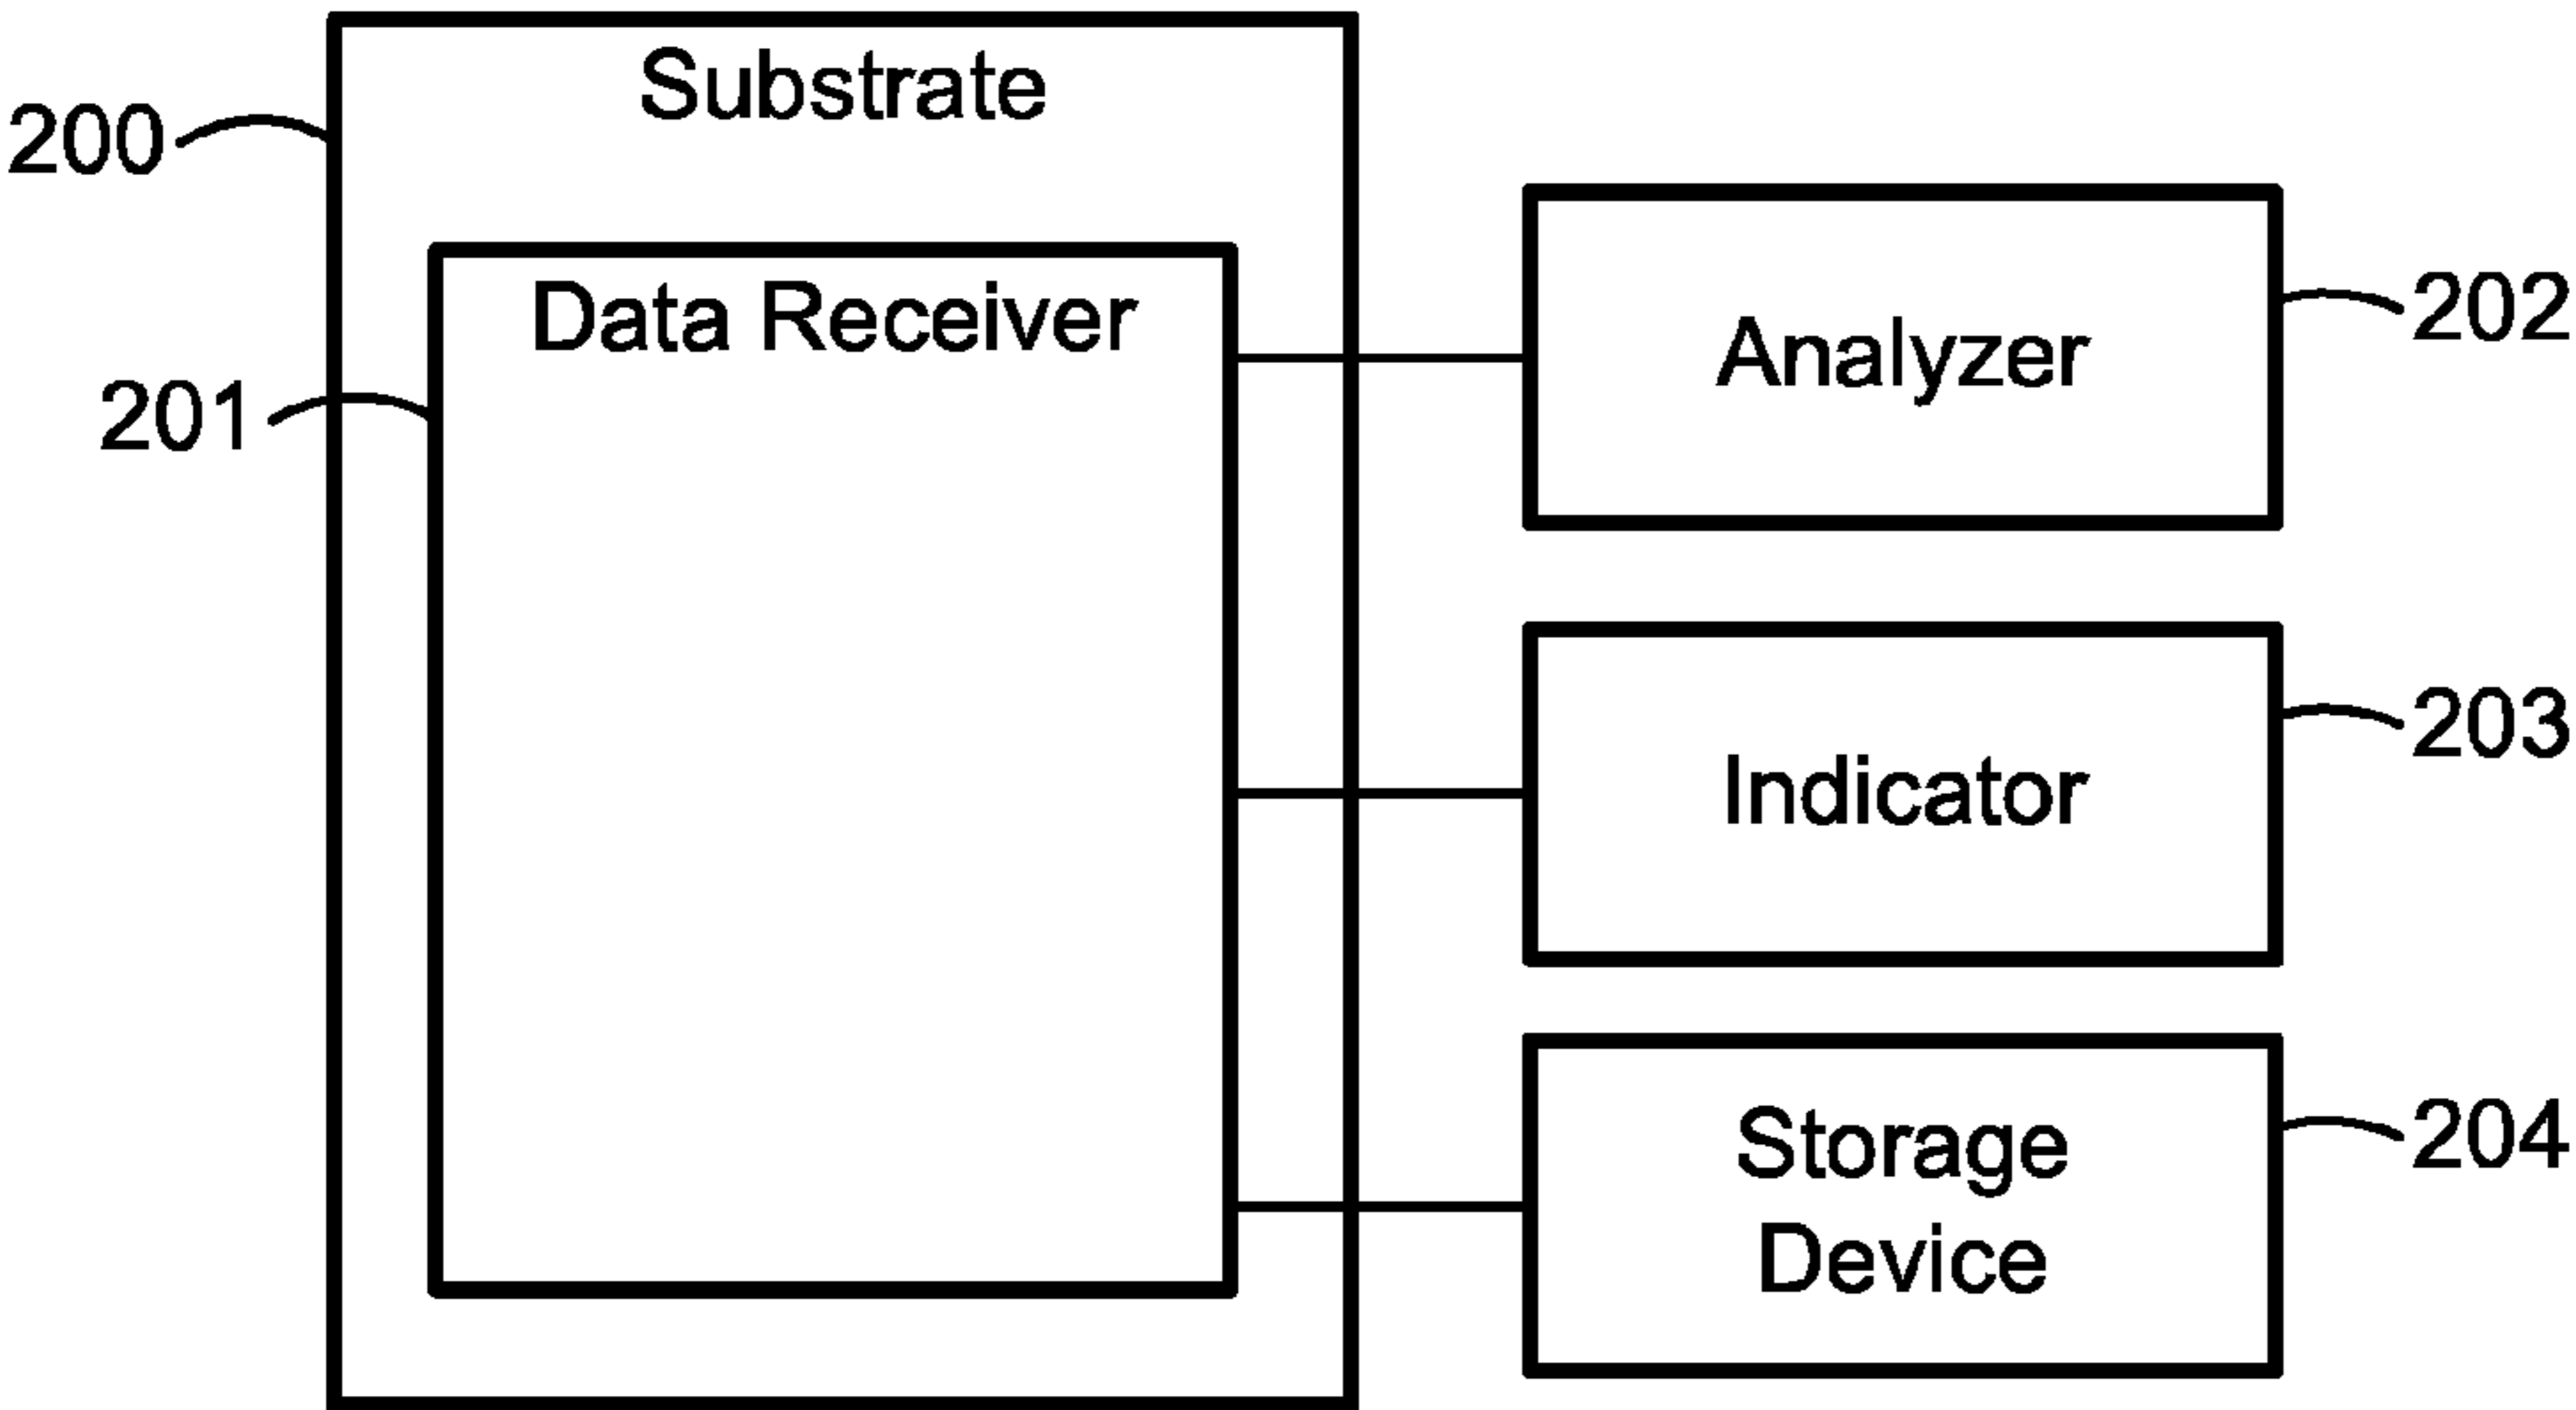 Substrate
200
Data Receiver
201
Analyzer
202
Indicator
203
Storage
Device
204